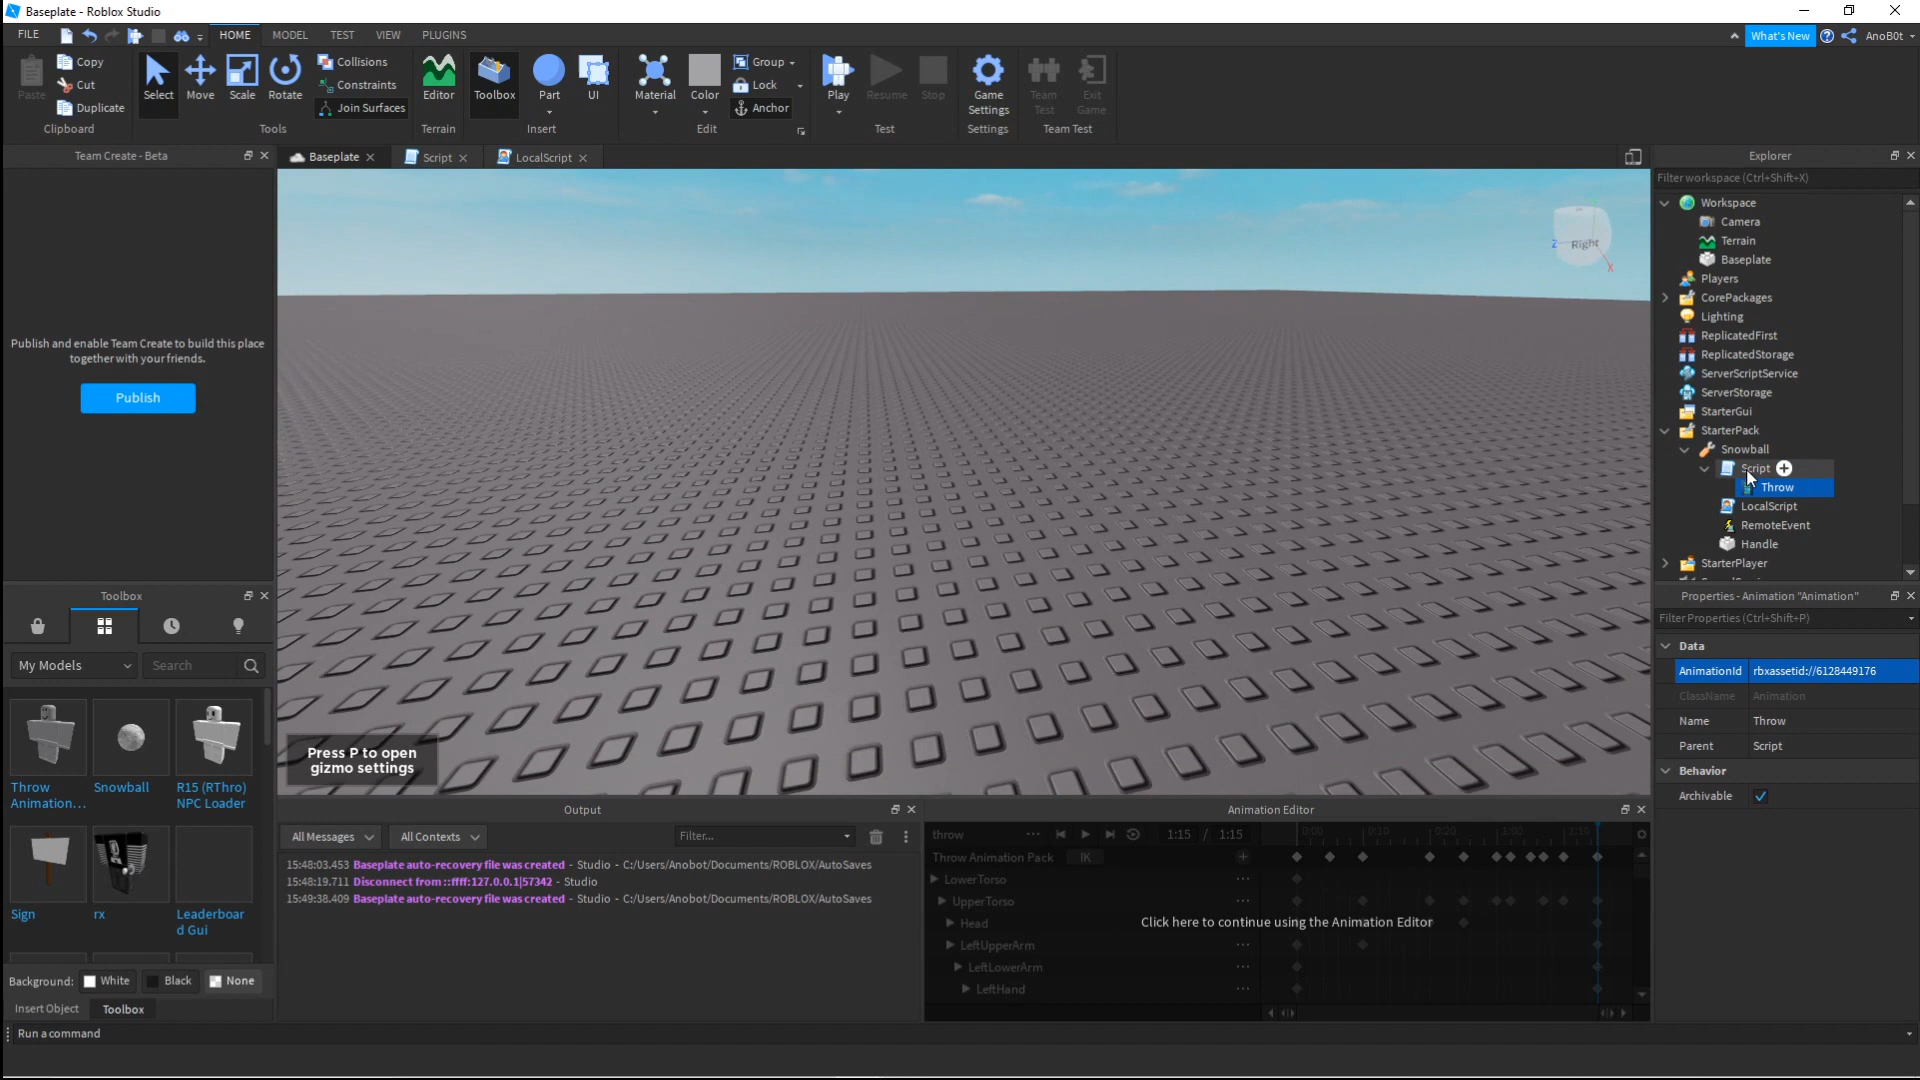 Baseplate - Roblox Studio
FILE
HOME
MODEL
TEST
VIEW
PLUGINS
What's New
AnoB0t
Paste
Copy
Cut
Duplicate
Clipboard
Select
Move
Scale
Rotate
Collisions
Constraints
Join Surfaces
Tools
Editor
Terrain
Toolbox
Part
UI
Insert
Material
Color
Group
Lock
Anchor
Edit
Play
Resume
Stop
Test
Game
Settings
Settings
Team
Test
Exit
Game
Team Test
Team Create - Beta
Publish and enable Team Create to build this place
together with your friends.
Publish
Baseplate
Script
LocalScript
Right
Z
X
Press P to open
gizmo settings
Explorer
Filter workspace (Ctrl+Shift+X)
Workspace
Camera
Terrain
Baseplate
Players
CorePackages
Lighting
ReplicatedFirst
ReplicatedStorage
ServerScriptService
ServerStorage
StarterGui
StarterPack
Snowball
Script
Throw
LocalScript
RemoteEvent
Handle
StarterPlayer
Properties - Animation "Animation"
Filter Properties (Ctrl+Shift+P)
Data
AnimationId rbxassetid://6128449176
ClassName Animation
Name Throw
Parent Script
Behavior
Archivable
Toolbox
My Models
Search
Throw
Animation...
Snowball
R15 (RThro)
NPC Loader
Sign
rx
Leaderboar
d Gui
Background: White Black None
Insert Object
Toolbox
Run a command
Output
All Messages
All Contexts
Filter...
15:48:03.453 Baseplate auto-recovery file was created - Studio - C:/Users/Anobot/Documents/ROBLOX/AutoSaves
15:48:19.711 Disconnect from ::ffff:127.0.0.1|57342 - Studio
15:49:38.409 Baseplate auto-recovery file was created - Studio - C:/Users/Anobot/Documents/ROBLOX/AutoSaves
Animation Editor
throw
1:15 / 1:15
0:00
0:10
0:20
1:00
1:10
Throw Animation Pack
IK
LowerTorso
UpperTorso
Head
LeftUpperArm
LeftLowerArm
LeftHand
Click here to continue using the Animation Editor